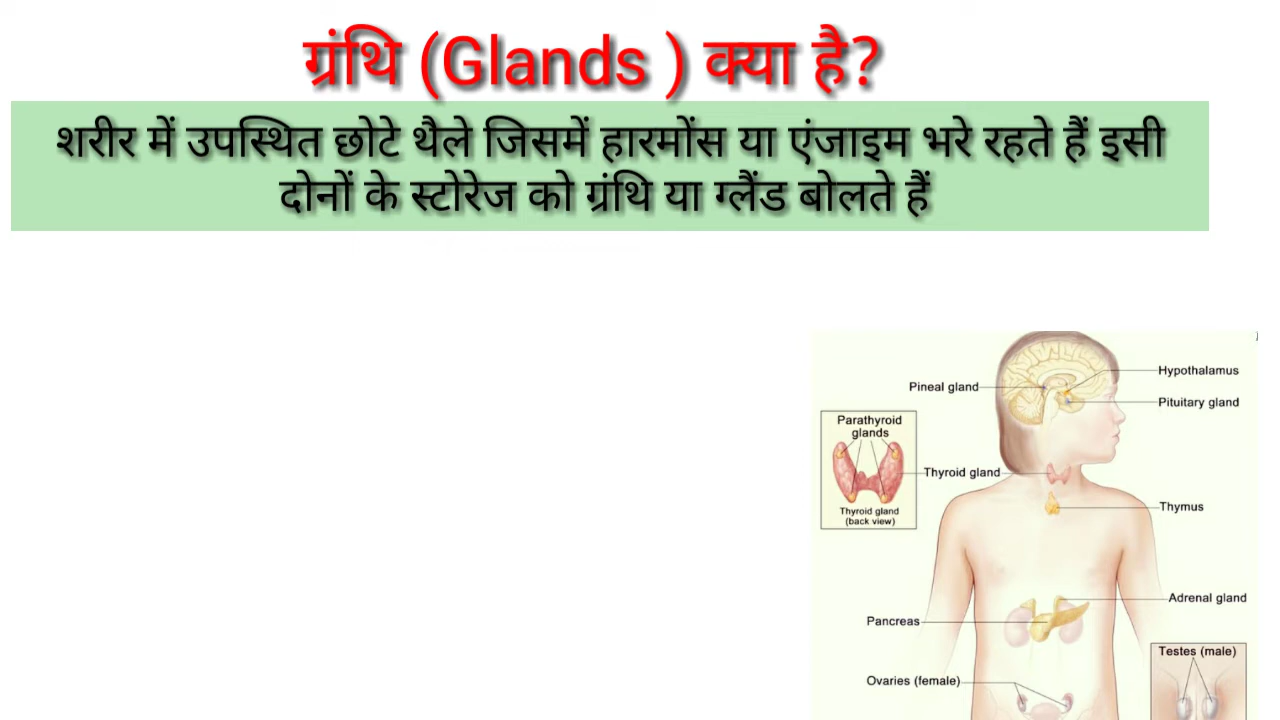 ग्रंथि (Glands ) क्या है?
शरीर में उपस्थित छोटे थैले जिसमें हारमोंस या एंजाइम भरे रहते हैं इसी
दोनों के स्टोरेज को ग्रंथि या ग्लैंड बोलते हैं
Hypothalamus
Pineal gland
Pituitary gland
Parathyroid
glands
Thyroid gland
Thyroid gland
(back view)
Thymus
Adrenal gland
Pancreas
Testes (male)
Ovaries (female)